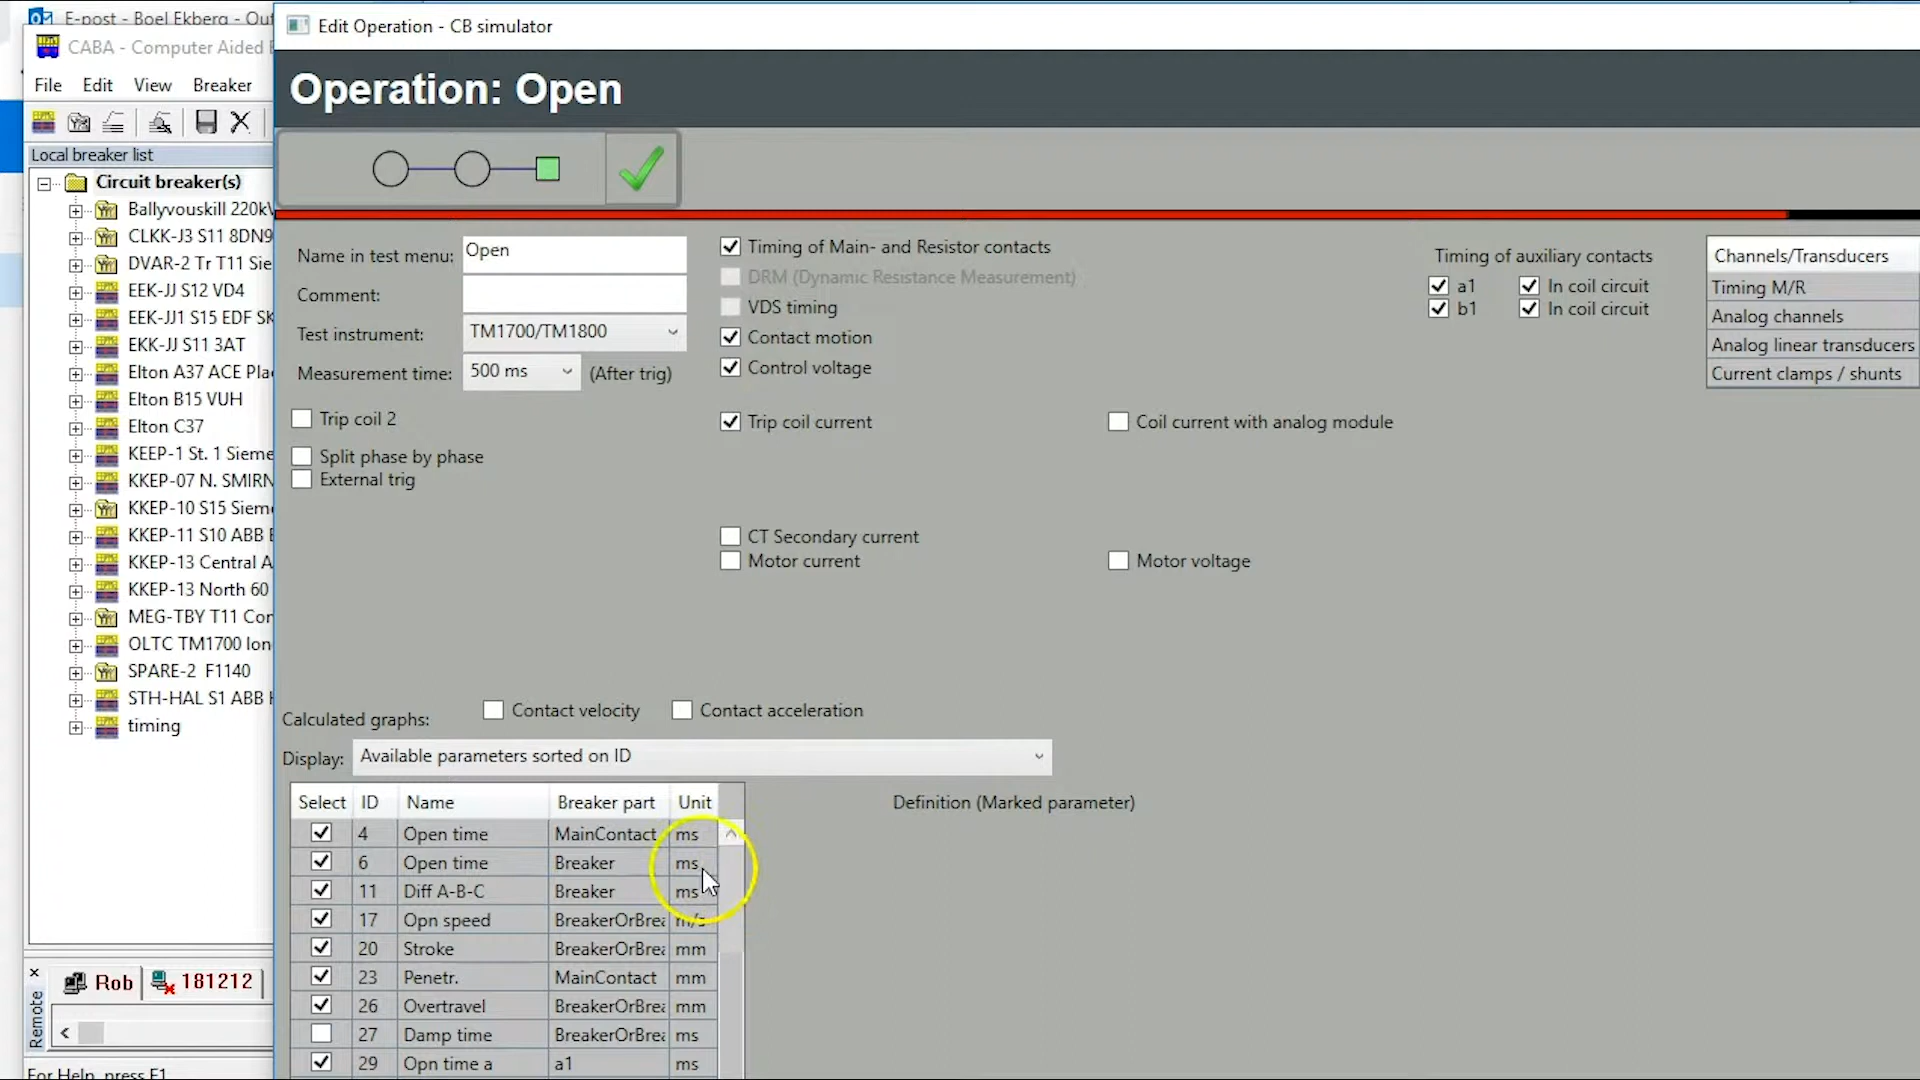 E-post - Boel Ekberg - Out
CABA - Computer Aided
File Edit View Breaker
Local breaker list
Circuit breaker(s)
Ballyvouskill 220kV
CLKK-J3 S11 8DN9
DVAR-2 Tr T11 Sie
EEK-JJ S12 VD4
EEK-JJ1 S15 EDF SK
EKK-JJ S11 3AT
Elton A37 ACE Pla
Elton B15 VUH
Elton C37
KEEP-1 St. 1 Sieme
KKEP-07 N. SMIRN
KKEP-10 S15 Sieme
KKEP-11 S10 ABB
KKEP-13 Central A
KKEP-13 North 60
MEG-TBY T11 Con
OLTC TM1700 lon
SPARE-2 F1140
STH-HAL S1 ABB
timing
Remote
Rob 181212
For Help, press F1
Edit Operation - CB simulator
Operation: Open
Name in test menu: Open
Comment:
Test instrument: TM1700/TM1800
Measurement time: 500 ms (After trig)
Trip coil 2
Split phase by phase
External trig
Timing of Main- and Resistor contacts
DRM (Dynamic Resistance Measurement)
VDS timing
Contact motion
Control voltage
Trip coil current
Coil current with analog module
CT Secondary current
Motor current
Motor voltage
Timing of auxiliary contacts
a1 In coil circuit
b1 In coil circuit
Channels/Transducers
Timing M/R
Analog channels
Analog linear transducers
Current clamps / shunts
Calculated graphs: Contact velocity Contact acceleration
Display: Available parameters sorted on ID
Select ID Name Breaker part Unit
4 Open time MainContact ms
6 Open time Breaker ms
11 Diff A-B-C Breaker ms
17 Opn speed BreakerOrBrea m/s
20 Stroke BreakerOrBrea mm
23 Penetr. MainContact mm
26 Overtravel BreakerOrBrea mm
27 Damp time BreakerOrBrea ms
29 Opn time a a1 ms
Definition (Marked parameter)